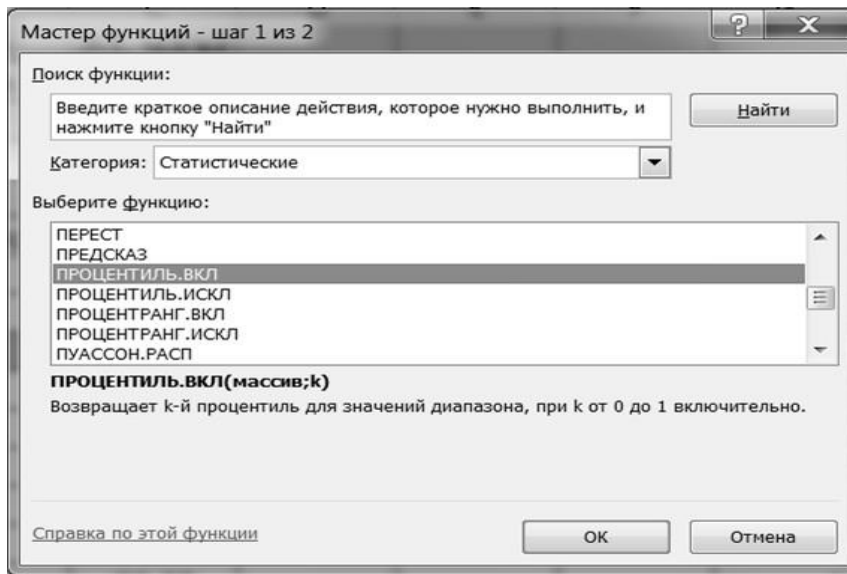 Мастер функций - шаг 1 из 2
?
X
Поиск функции:
Введите краткое описание действия, которое нужно выполнить, и
нажмите кнопку "Найти"
Найти
Категория:
Статистические
Выберите функцию:
ПЕРЕСТ
ПРЕДСКАЗ
ПРОЦЕНТИЛЬ.ВКЛ
ПРОЦЕНТИЛЬ.ИСКЛ
ПРОЦЕНТРАНГ.ВКЛ
ПРОЦЕНТРАНГ.ИСКЛ
ПУАССОН.РАСП
ПРОЦЕНТИЛЬ.ВКЛ(массив;k)
Возвращает k-й процентиль для значений диапазона, при k от 0 до 1 включительно.
Справка по этой функции
ОК
Отмена